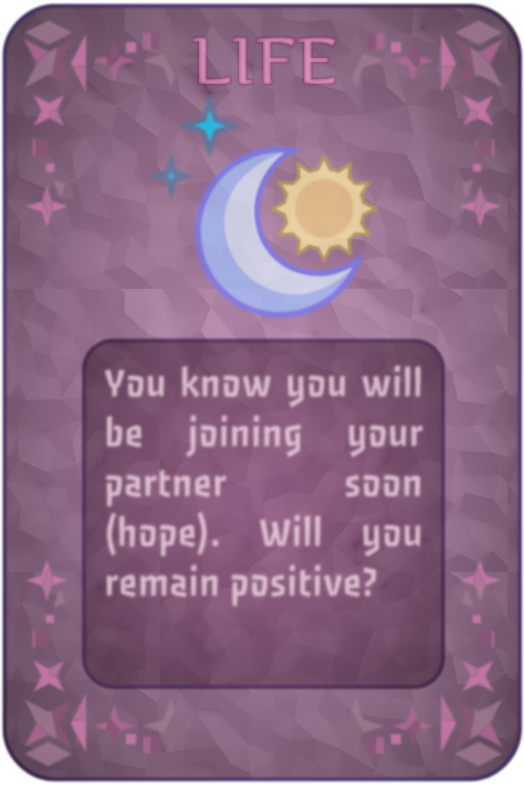 LIFE
You know you will
be joining your
partner soon
(hope). Will you
remain positive?